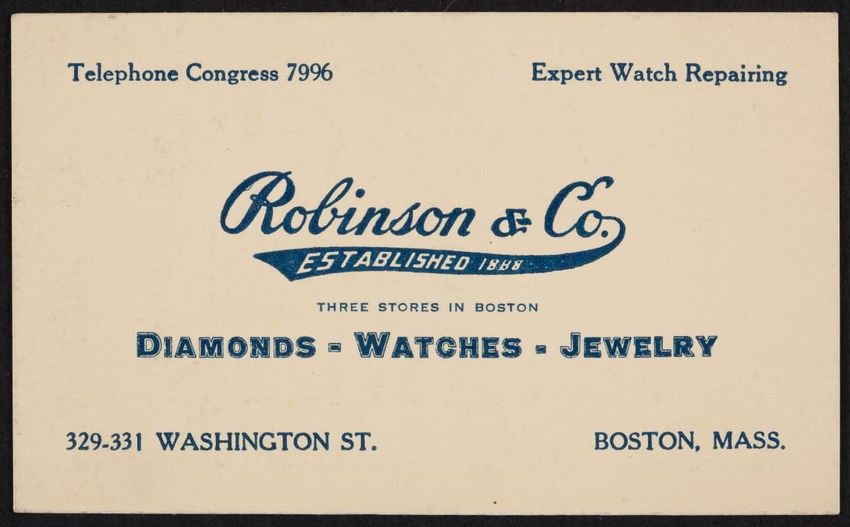 Telephone Congress 7996
Expert Watch Repairing
Robinson & Co.
ESTABLISHED 1888
THREE STORES IN BOSTON
DIAMONDS - WATCHES - JEWELRY
329-331 WASHINGTON ST.
BOSTON, MASS.